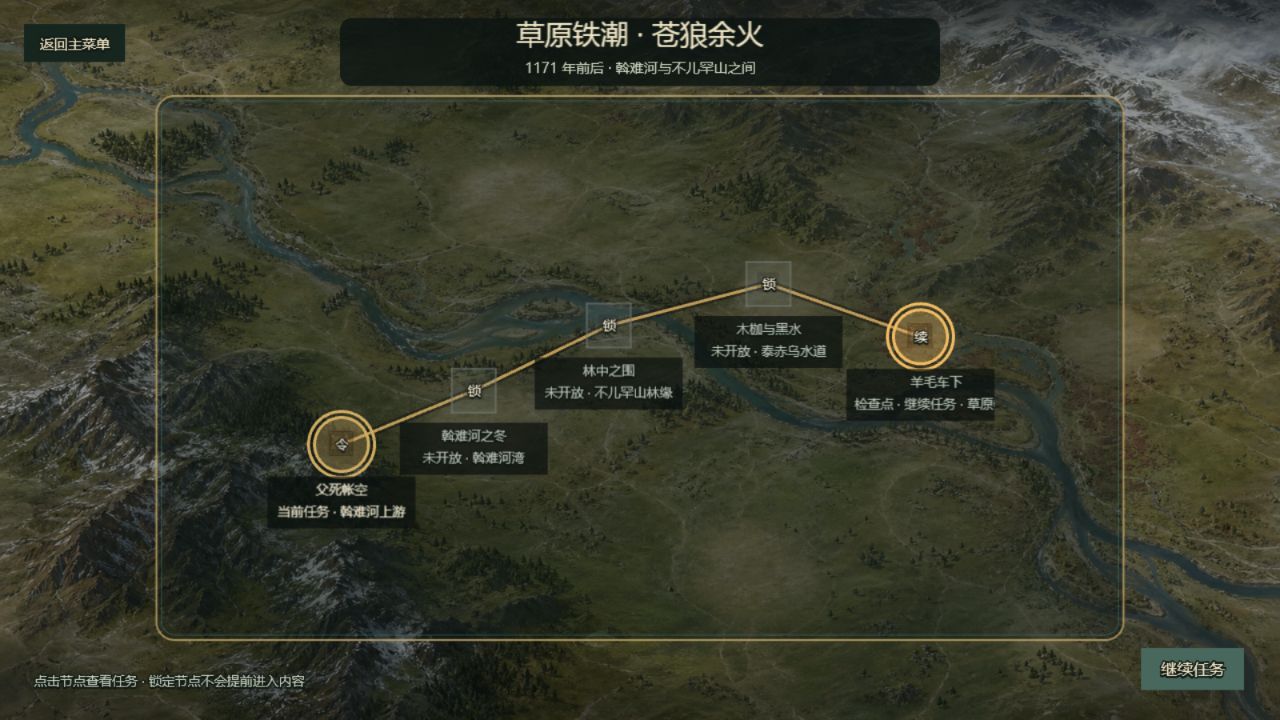 返回主菜单
草原铁潮 · 苍狼余火
1171 年前后 · 斡难河与不儿罕山之间
锁
木枷与黑水
未开放 · 泰赤乌水道
续
羊毛车下
检查点 · 继续任务 · 草原
锁
林中之围
未开放 · 不儿罕山林缘
锁
斡难河之冬
未开放 · 斡难河湾
令
父死帐空
当前任务 · 斡难河上游
点击节点查看任务 · 锁定节点不会提前进入内容
继续任务